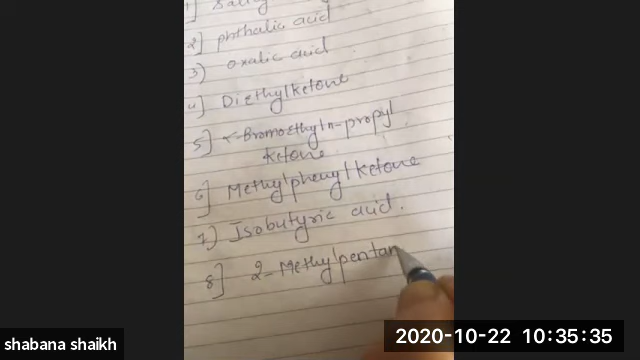 1]
2] phthalic acid
3) oxalic acid
4] Diethylketone
5] α-Bromoethyl n-propyl
ketone
6] Methylphenylketone
7) Isobutyric acid.
8] 2-Methylpentan
shabana shaikh
2020-10-22 10:35:35